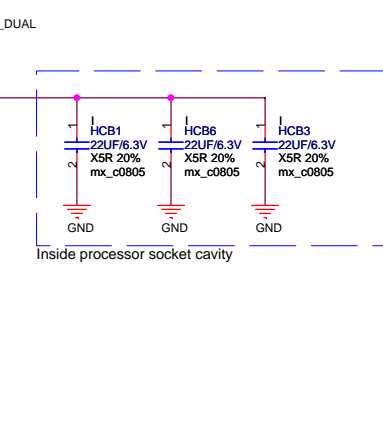 _DUAL
1
I
HCB1
22UF/6.3V
X5R 20%
mx_c0805
2
GND
1
I
HCB6
22UF/6.3V
X5R 20%
mx_c0805
2
GND
1
I
HCB3
22UF/6.3V
X5R 20%
mx_c0805
2
GND
Inside processor socket cavity